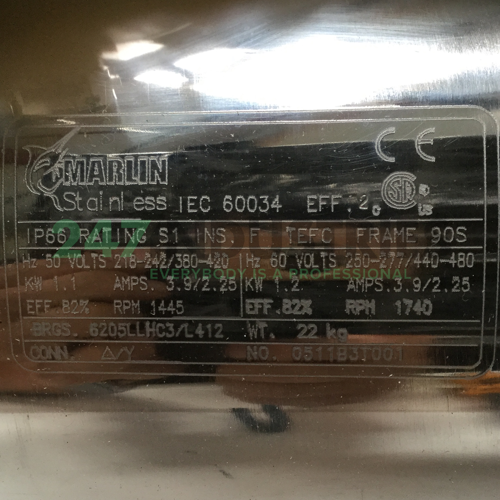 MARLIN
Stainless IEC 60034 EFF.2
CE
IP66 RATING S1 INS. F TEFC FRAME 90S
Hz 50 VOLTS 218-242/380-420 Hz 60 VOLTS 250-277/440-480
KW 1.1 AMPS. 3.9/2.25 KW 1.2 AMPS.3.9/2.25
EFF.82% RPM 1445 EFF.82% RPM 1740
BRGS. 6205LLHC3/L412 WT. 22 kg
CONN. Δ/Y NO. 0511B3T001
247
EVERYBODY IS A PROFESSIONAL